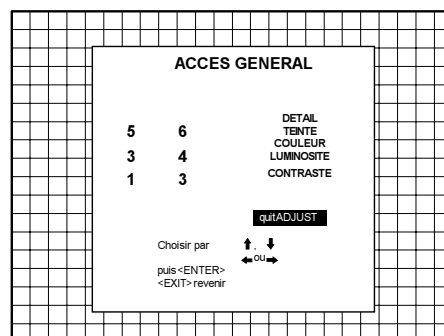 ACCES GENERAL
DETAIL
5 6 TEINTE
COULEUR
3 4 LUMINOSITE
1 3 CONTRASTE
quitADJUST
Choisir par ⬆, ⬇
⬅ou➡
puis<ENTER>
<EXIT> revenir